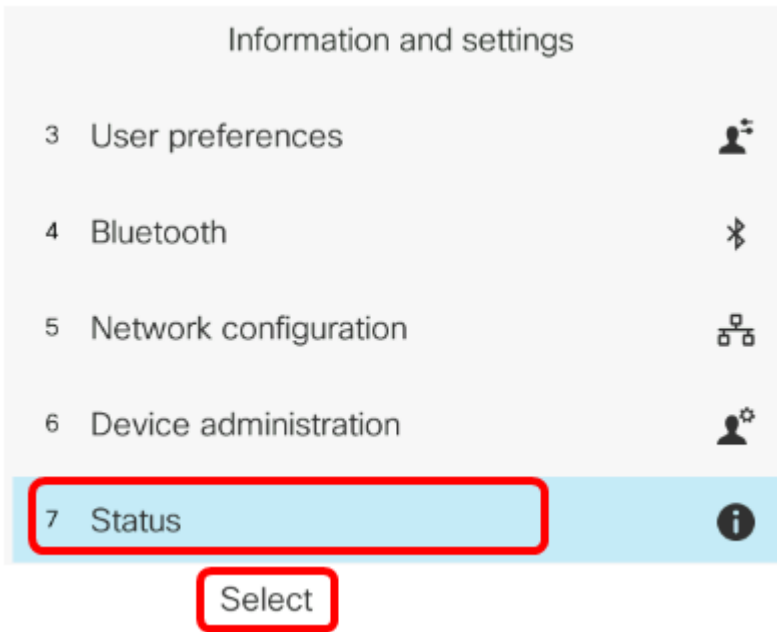 Information and settings
3 User preferences
4 Bluetooth
5 Network configuration
6 Device administration
7 Status
Select